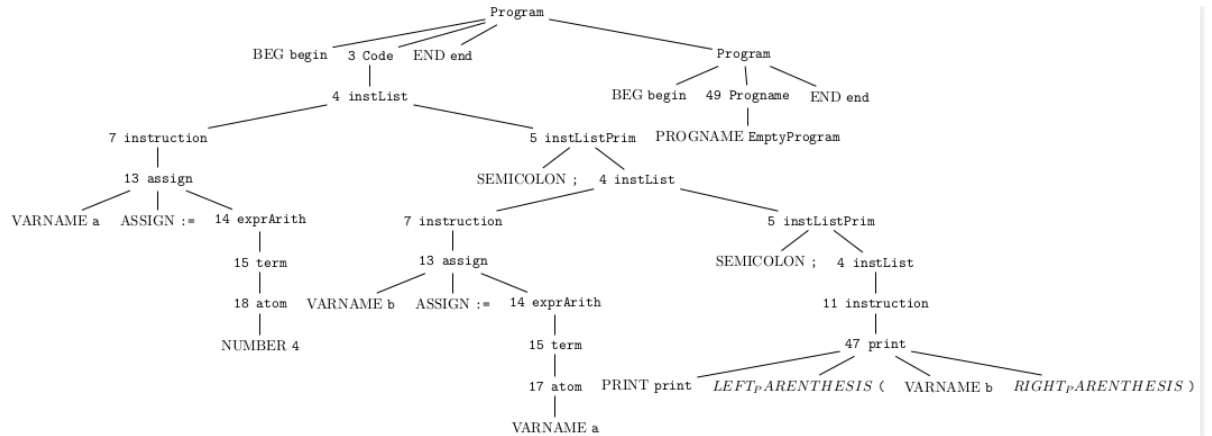 Program
BEG begin 3 Code END end Program
4 instList BEG begin 49 Progname END end
7 instruction 5 instListPrim PROGNAME EmptyProgram
13 assign SEMICOLON ; 4 instList
VARNAME a ASSIGN := 14 exprArith 7 instruction 5 instListPrim
15 term 13 assign SEMICOLON ; 4 instList
18 atom VARNAME b ASSIGN := 14 exprArith 11 instruction
NUMBER 4 15 term 47 print
17 atom PRINT print LEFT_PARENTHESIS ( VARNAME b RIGHT_PARENTHESIS )
VARNAME a